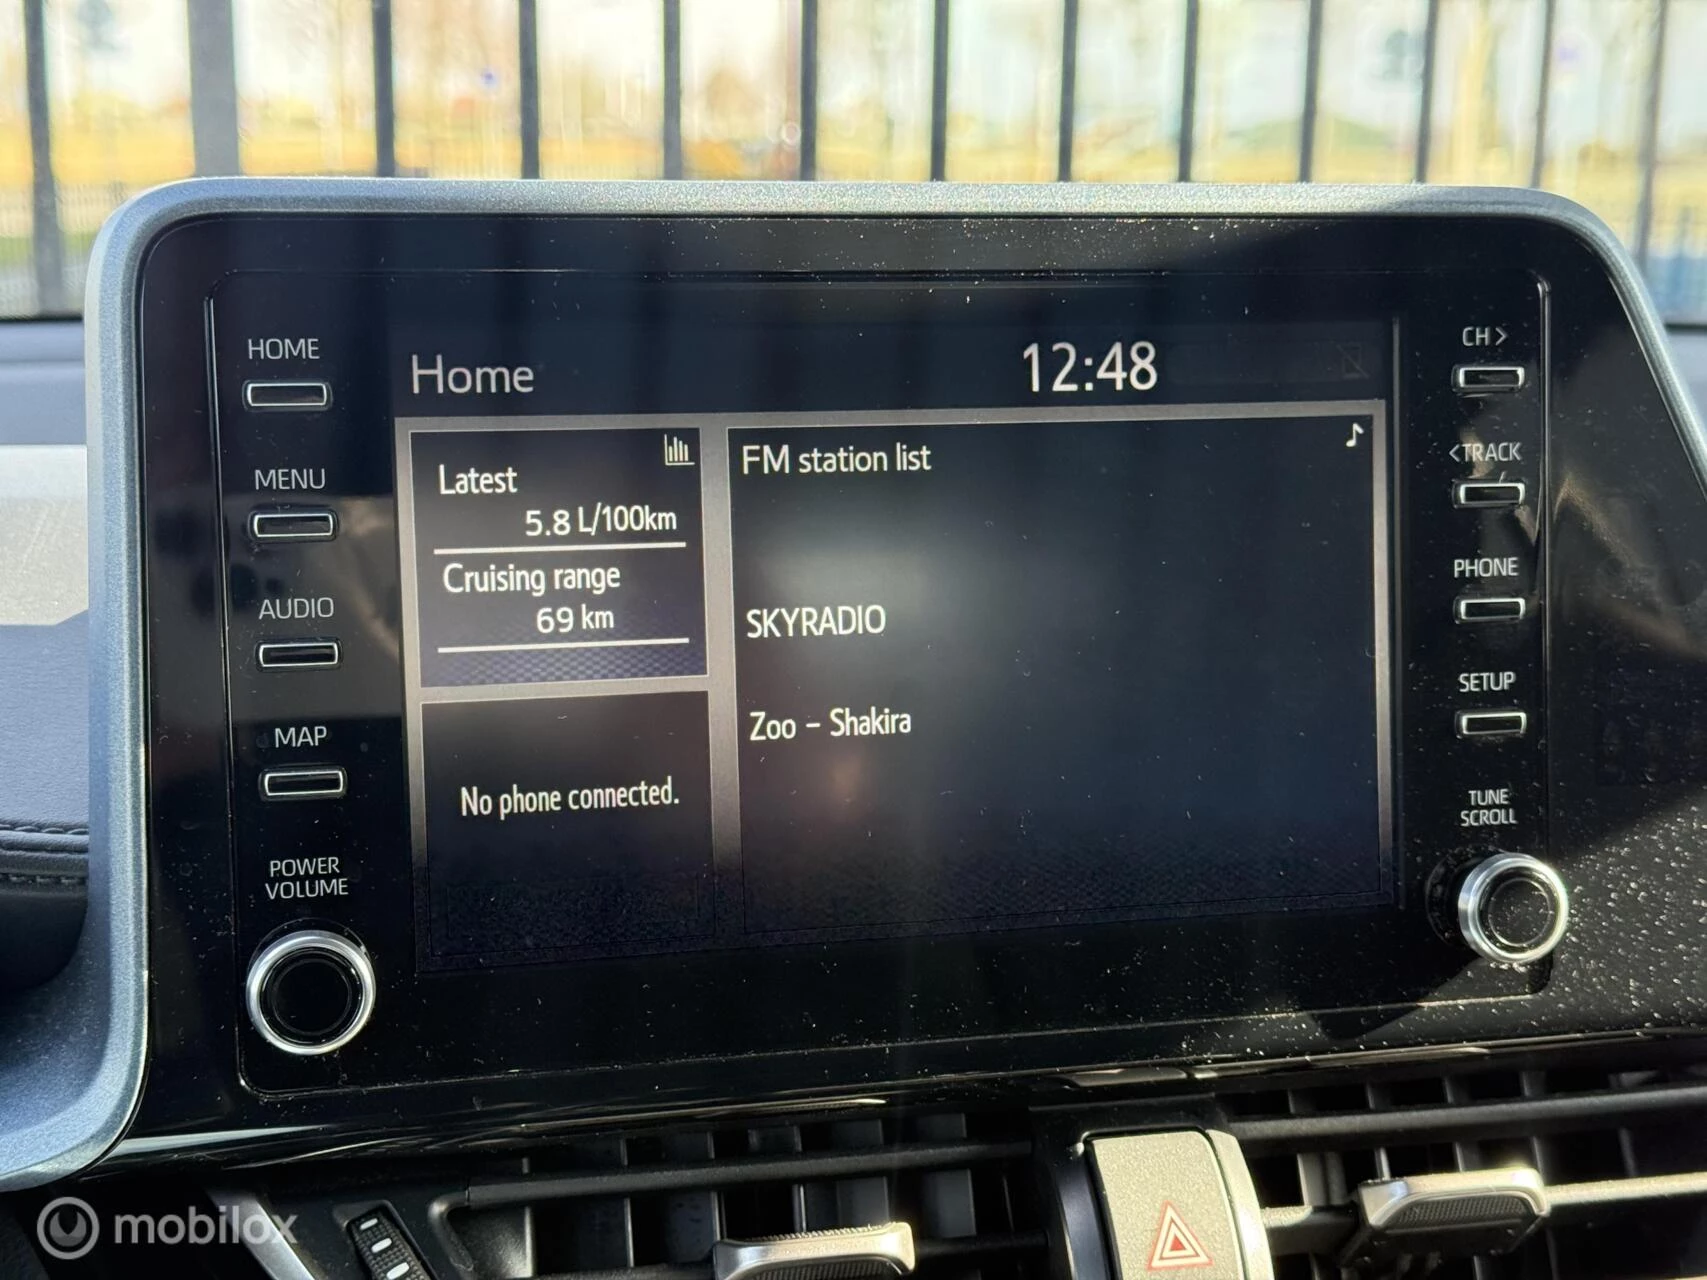 HOME
MENU
AUDIO
MAP
POWER
VOLUME
Home
12:48
Latest
5.8 L/100km
Cruising range
69 km
No phone connected.
FM station list
SKYRADIO
Zoo - Shakira
CH >
< TRACK
PHONE
SETUP
TUNE
SCROLL
mobilox